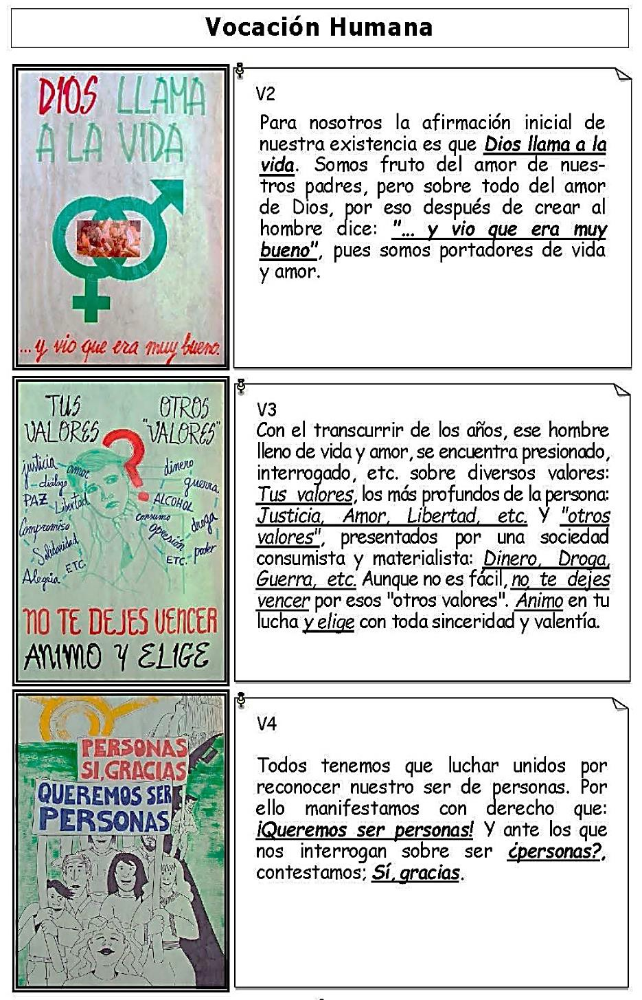 Vocación Humana
DIOS LLAMA
A LA VIDA
... y vio que era muy bueno.
V2
Para nosotros la afirmación inicial de
nuestra existencia es que Dios llama a la
vida. Somos fruto del amor de nues-
tros padres, pero sobre todo del amor
de Dios, por eso después de crear al
hombre dice: "... y vio que era muy
bueno", pues somos portadores de vida
y amor.
TUS
VALORES
OTROS
"VALORES"
justicia
amor
diálogo
PAZ
Libertad
Compromiso
Solidaridad
Alegria
ETC.
?
dinero
guerra
ALCOHOL
consumo
droga
opresión
poder
ETC.
NO TE DEJES VENCER
ANIMO Y ELIGE
V3
Con el transcurrir de los años, ese hombre
lleno de vida y amor, se encuentra presionado,
interrogado, etc. sobre diversos valores:
Tus valores, los más profundos de la persona:
Justicia, Amor, Libertad, etc. Y "otros
valores", presentados por una sociedad
consumista y materialista: Dinero, Droga,
Guerra, etc. Aunque no es fácil, no te dejes
vencer por esos "otros valores". Animo en tu
lucha y elige con toda sinceridad y valentía.
PERSONAS
SI, GRACIAS
QUEREMOS SER
PERSONAS
V4
Todos tenemos que luchar unidos por
reconocer nuestro ser de personas. Por
ello manifestamos con derecho que:
¡Queremos ser personas! Y ante los que
nos interrogan sobre ser ¿personas?,
contestamos; Sí, gracias.